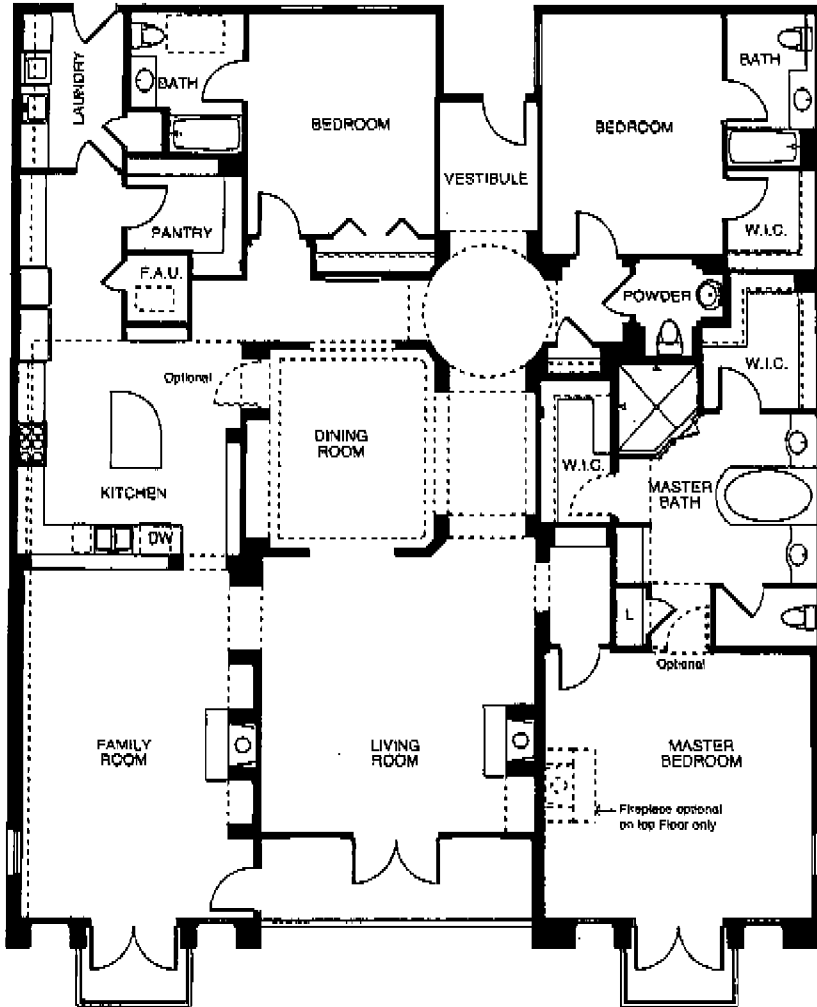 LAUNDRY
BATH
BEDROOM
VESTIBULE
BEDROOM
BATH
PANTRY
W.I.C.
F.A.U.
POWDER
W.I.C.
Optional
DINING
ROOM
W.I.C.
KITCHEN
MASTER
BATH
DW
L
Optional
FAMILY
ROOM
LIVING
ROOM
MASTER
BEDROOM
Fireplace optional
on top Floor only